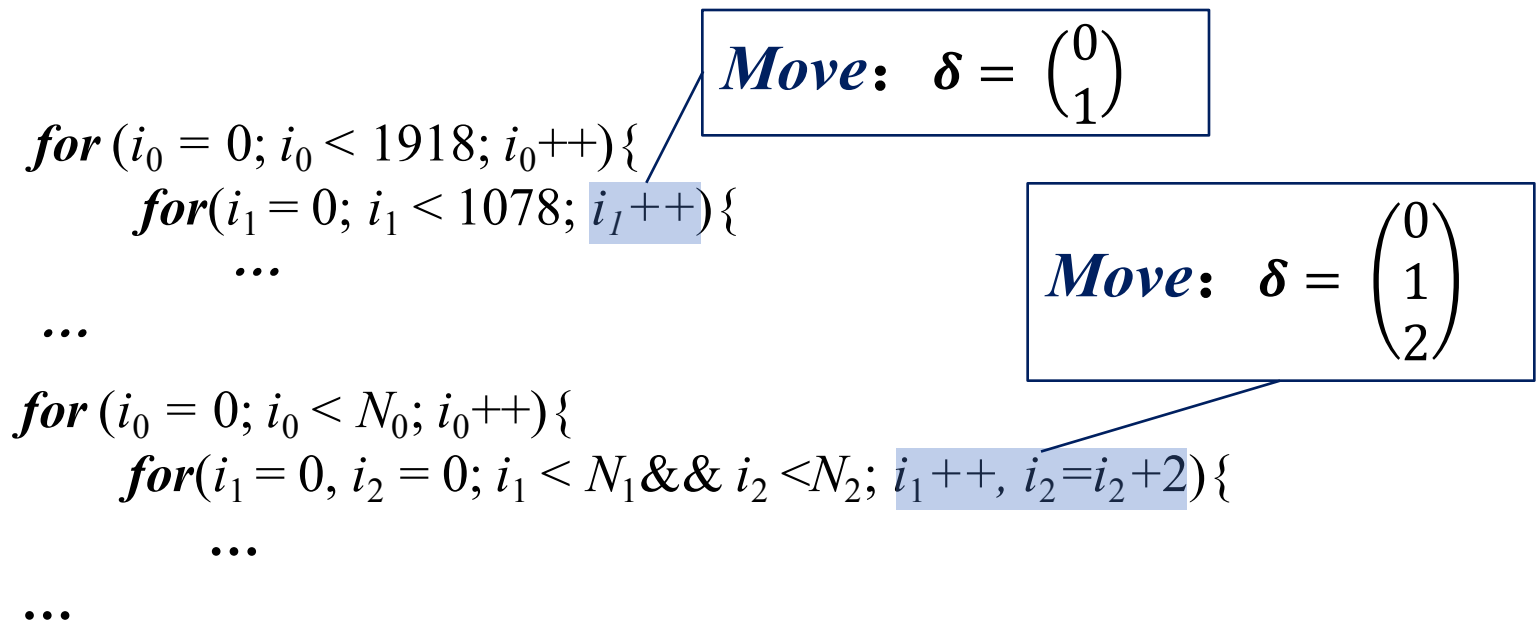 Move： δ = (0 1)
for (i₀ = 0; i₀ < 1918; i₀++){
for(i₁ = 0; i₁ < 1078; i₁++){
...
...
Move： δ = (0 1 2)
for (i₀ = 0; i₀ < N₀; i₀++){
for(i₁ = 0, i₂ = 0; i₁ < N₁&& i₂ <N₂; i₁++, i₂=i₂+2){
...
...